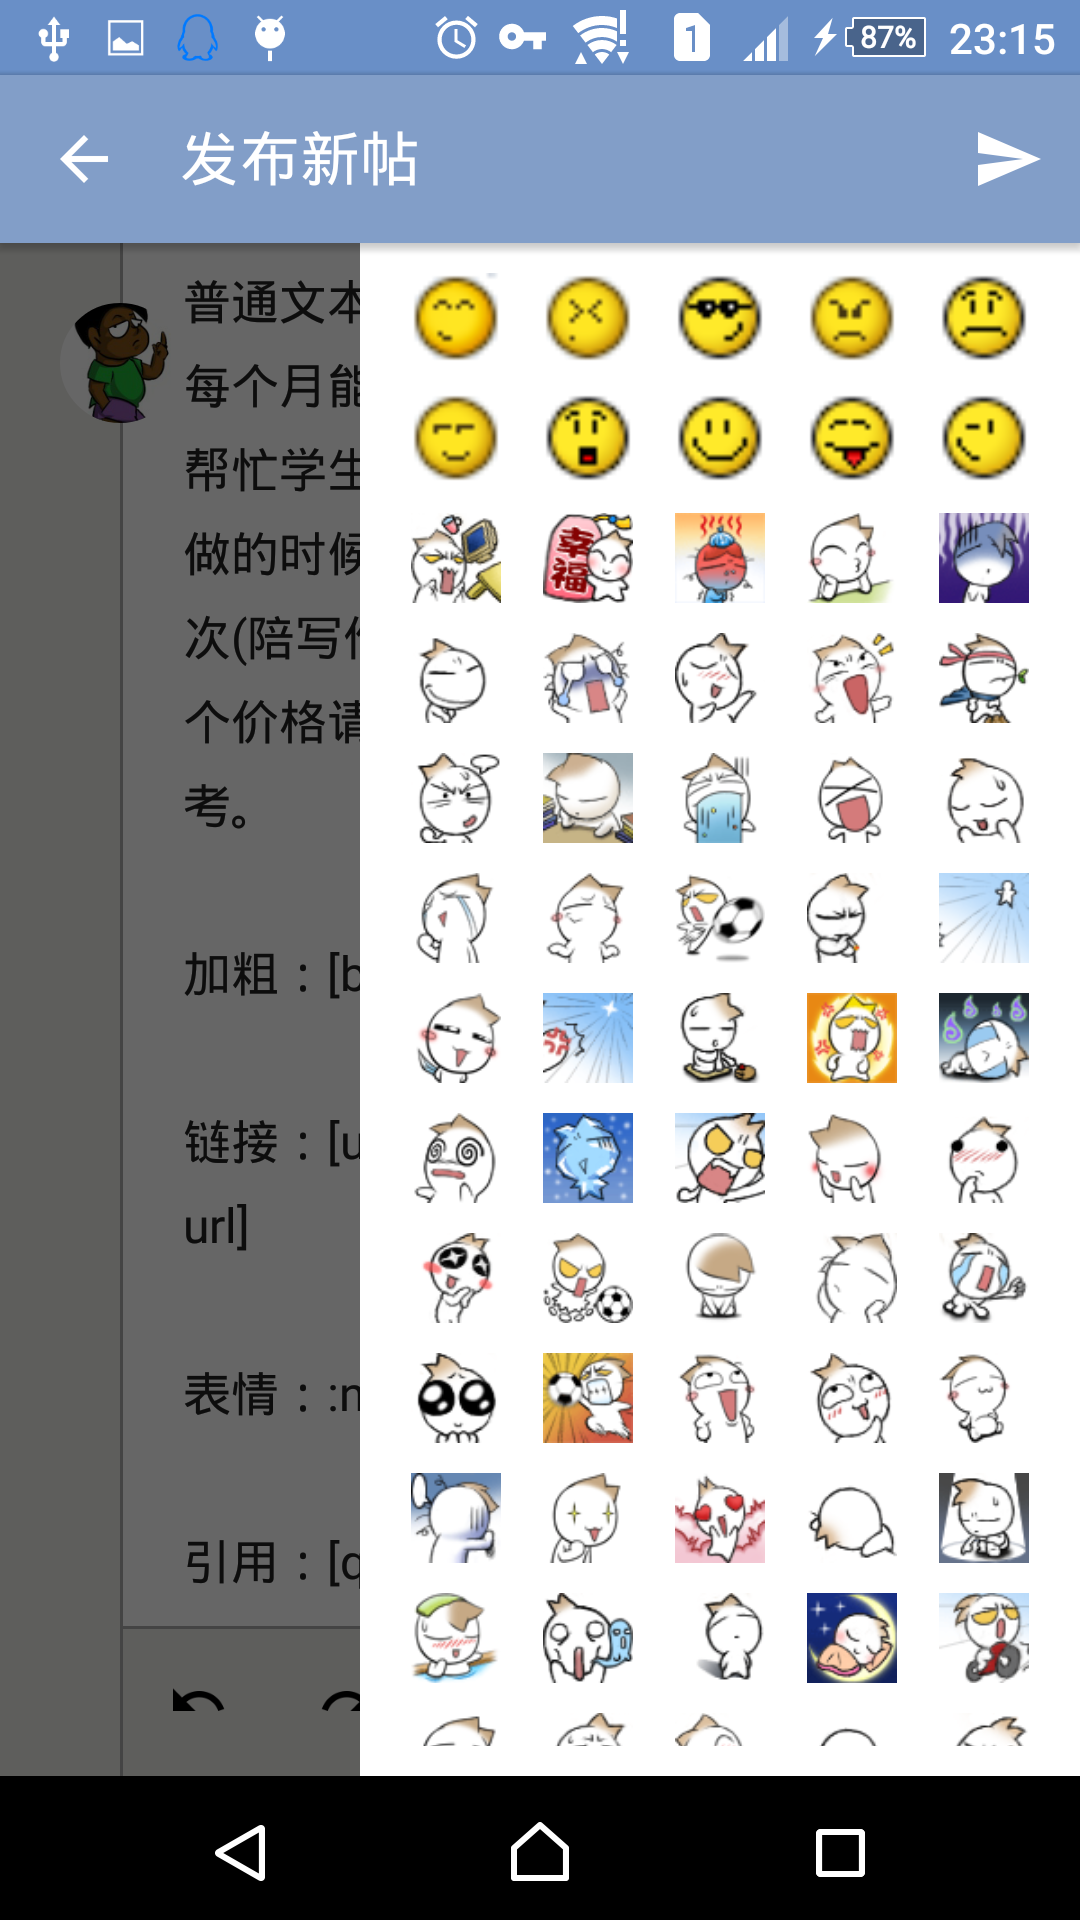 1
87%
23:15
发布新帖
普通文本
每个月能
帮忙学生
做的时候
次(陪写作
个价格请
考。
加粗：[b
链接：[u
url]
表情：:m
引用：[q
幸福